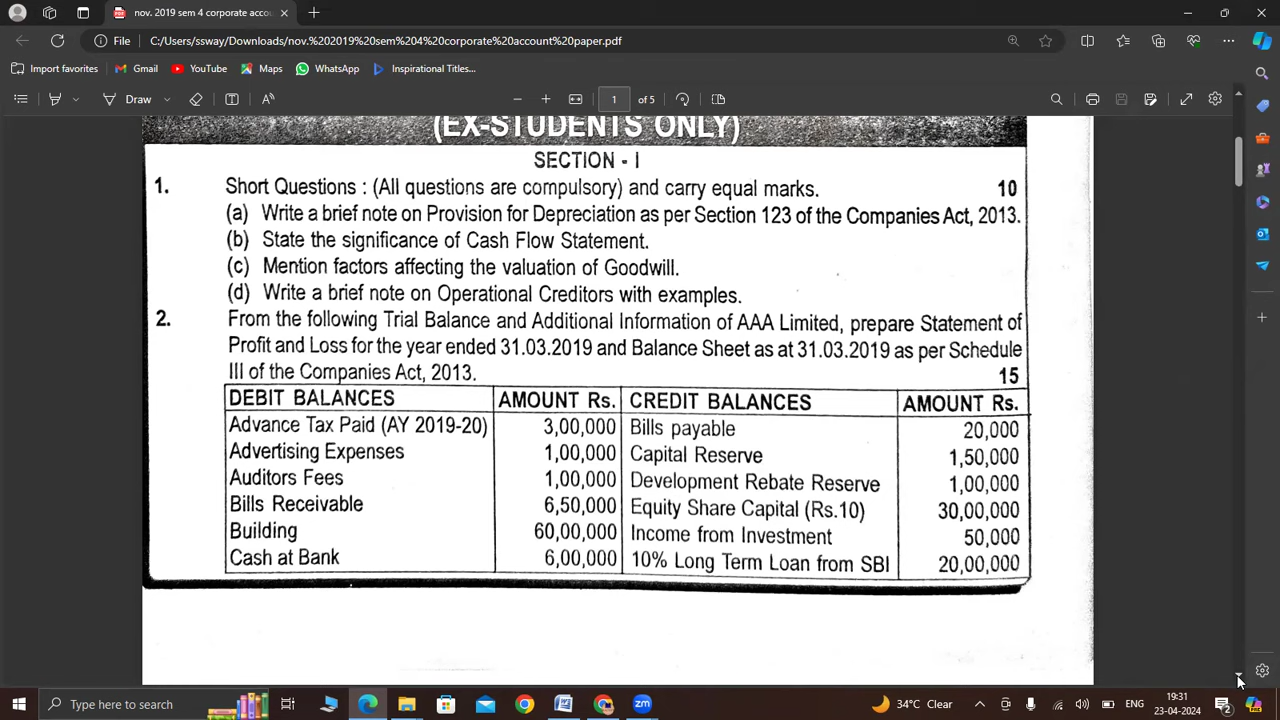 nov. 2019 sem 4 corporate accou
File
C:/Users/ssway/Downloads/nov.%202019%20sem%204%20corporate%20account%20paper.pdf
Import favorites
Gmail
YouTube
Maps
WhatsApp
Inspirational Titles...
Draw
1 of 5
(EX-STUDENTS ONLY)
SECTION - I
1. Short Questions : (All questions are compulsory) and carry equal marks. 10
(a) Write a brief note on Provision for Depreciation as per Section 123 of the Companies Act, 2013.
(b) State the significance of Cash Flow Statement.
(c) Mention factors affecting the valuation of Goodwill.
(d) Write a brief note on Operational Creditors with examples.
2. From the following Trial Balance and Additional Information of AAA Limited, prepare Statement of
Profit and Loss for the year ended 31.03.2019 and Balance Sheet as at 31.03.2019 as per Schedule
III of the Companies Act, 2013. 15
DEBIT BALANCES AMOUNT Rs. CREDIT BALANCES AMOUNT Rs.
Advance Tax Paid (AY 2019-20) 3,00,000 Bills payable 20,000
Advertising Expenses 1,00,000 Capital Reserve 1,50,000
Auditors Fees 1,00,000 Development Rebate Reserve 1,00,000
Bills Receivable 6,50,000 Equity Share Capital (Rs.10) 30,00,000
Building 60,00,000 Income from Investment 50,000
Cash at Bank 6,00,000 10% Long Term Loan from SBI 20,00,000
Type here to search
34°C Clear
ENG
19:31
23-04-2024
2